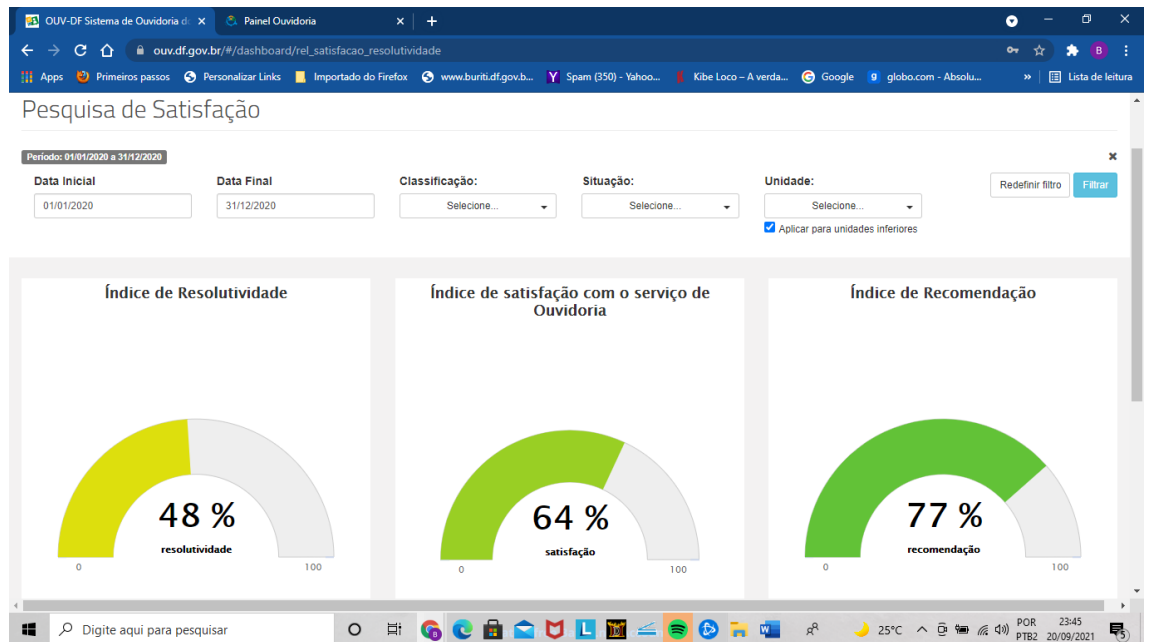 OUV-DF Sistema de Ouvidoria do
Painel Ouvidoria
ouv.df.gov.br/#/dashboard/rel_satisfacao_resolutividade
B
Apps
Primeiros passos
Personalizar Links
Importado do Firefox
www.buriti.df.gov.b...
Spam (350) - Yahoo...
Kibe Loco – A verda...
Google
globo.com - Absolu...
»
Lista de leitura
Pesquisa de Satisfação
Período: 01/01/2020 a 31/12/2020
Data Inicial
Data Final
Classificação:
Situação:
Unidade:
01/01/2020
31/12/2020
Selecione...
Selecione...
Selecione...
Redefinir filtro
Filtrar
Aplicar para unidades inferiores
Índice de Resolutividade
48 %
resolutividade
0
100
Índice de satisfação com o serviço de
Ouvidoria
64 %
satisfação
0
100
Índice de Recomendação
77 %
recomendação
0
100
Digite aqui para pesquisar
25°C
POR
PTB2
23:45
20/09/2021
5